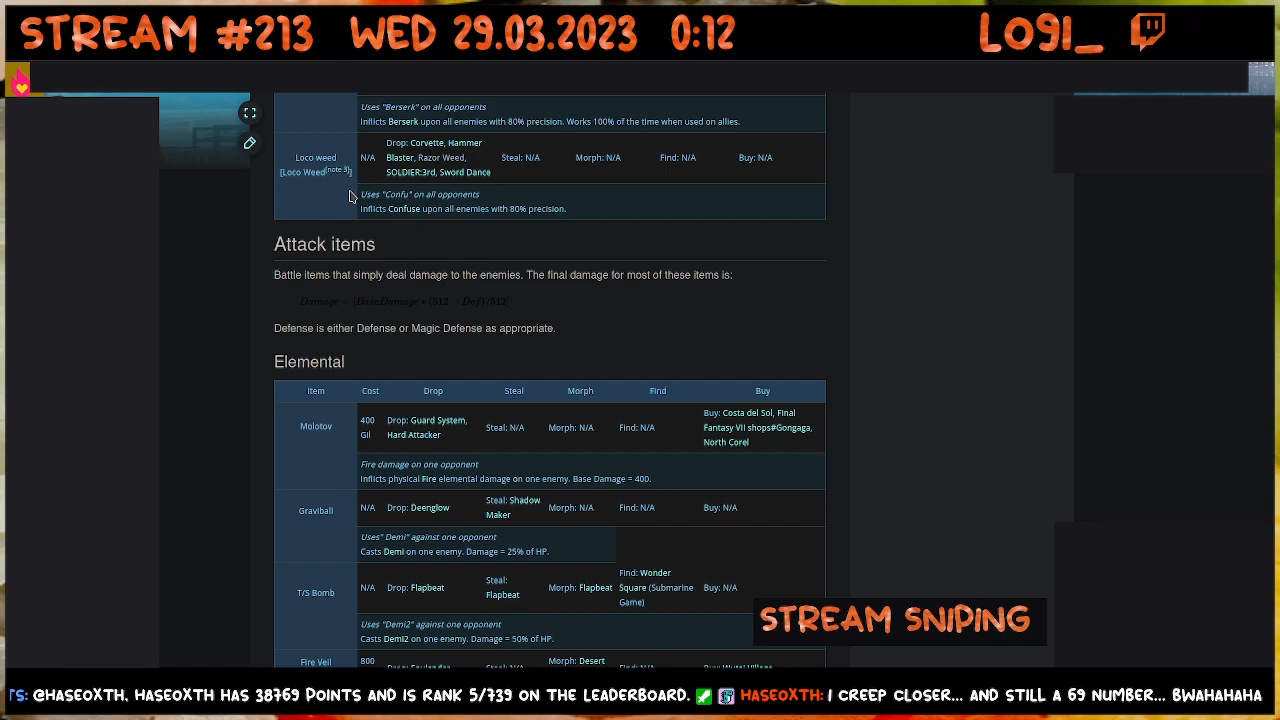 STREAM #213 WED 29.03.2023 0:12 LO9I_
Uses "Berserk" on all opponents
Inflicts Berserk upon all enemies with 80% precision. Works 100% of the time when used on allies.
Loco weed
[Loco Weed(note 3)]
N/A
Drop: Corvette, Hammer
Blaster, Razor Weed,
SOLDIER:3rd, Sword Dance
Steal: N/A
Morph: N/A
Find: N/A
Buy: N/A
Uses "Confu" on all opponents
Inflicts Confuse upon all enemies with 80% precision.
Attack items
Battle items that simply deal damage to the enemies. The final damage for most of these items is:
Damage = [BaseDamage * (512 − Def)/512]
Defense is either Defense or Magic Defense as appropriate.
Elemental
Item Cost Drop Steal Morph Find Buy
Molotov
400
Gil
Drop: Guard System,
Hard Attacker
Steal: N/A
Morph: N/A
Find: N/A
Buy: Costa del Sol, Final
Fantasy VII shops#Gongaga,
North Corel
Fire damage on one opponent
Inflicts physical Fire elemental damage on one enemy. Base Damage = 400.
Graviball
N/A
Drop: Deenglow
Steal: Shadow
Maker
Morph: N/A
Find: N/A
Buy: N/A
Uses" Demi" against one opponent
Casts Demi on one enemy. Damage = 25% of HP.
T/S Bomb
N/A
Drop: Flapbeat
Steal:
Flapbeat
Morph: Flapbeat
Find: Wonder
Square (Submarine
Game)
Buy: N/A
Uses "Demi2" against one opponent
Casts Demi2 on one enemy. Damage = 50% of HP.
STREAM SNIPING
Fire Veil
800
Morph: Desert
TS: @HASEOXTH, HASEOXTH HAS 38769 POINTS AND IS RANK 5/739 ON THE LEADERBOARD. HASEOXTH: I CREEP CLOSER... AND STILL A 69 NUMBER... BWAHAHAHA